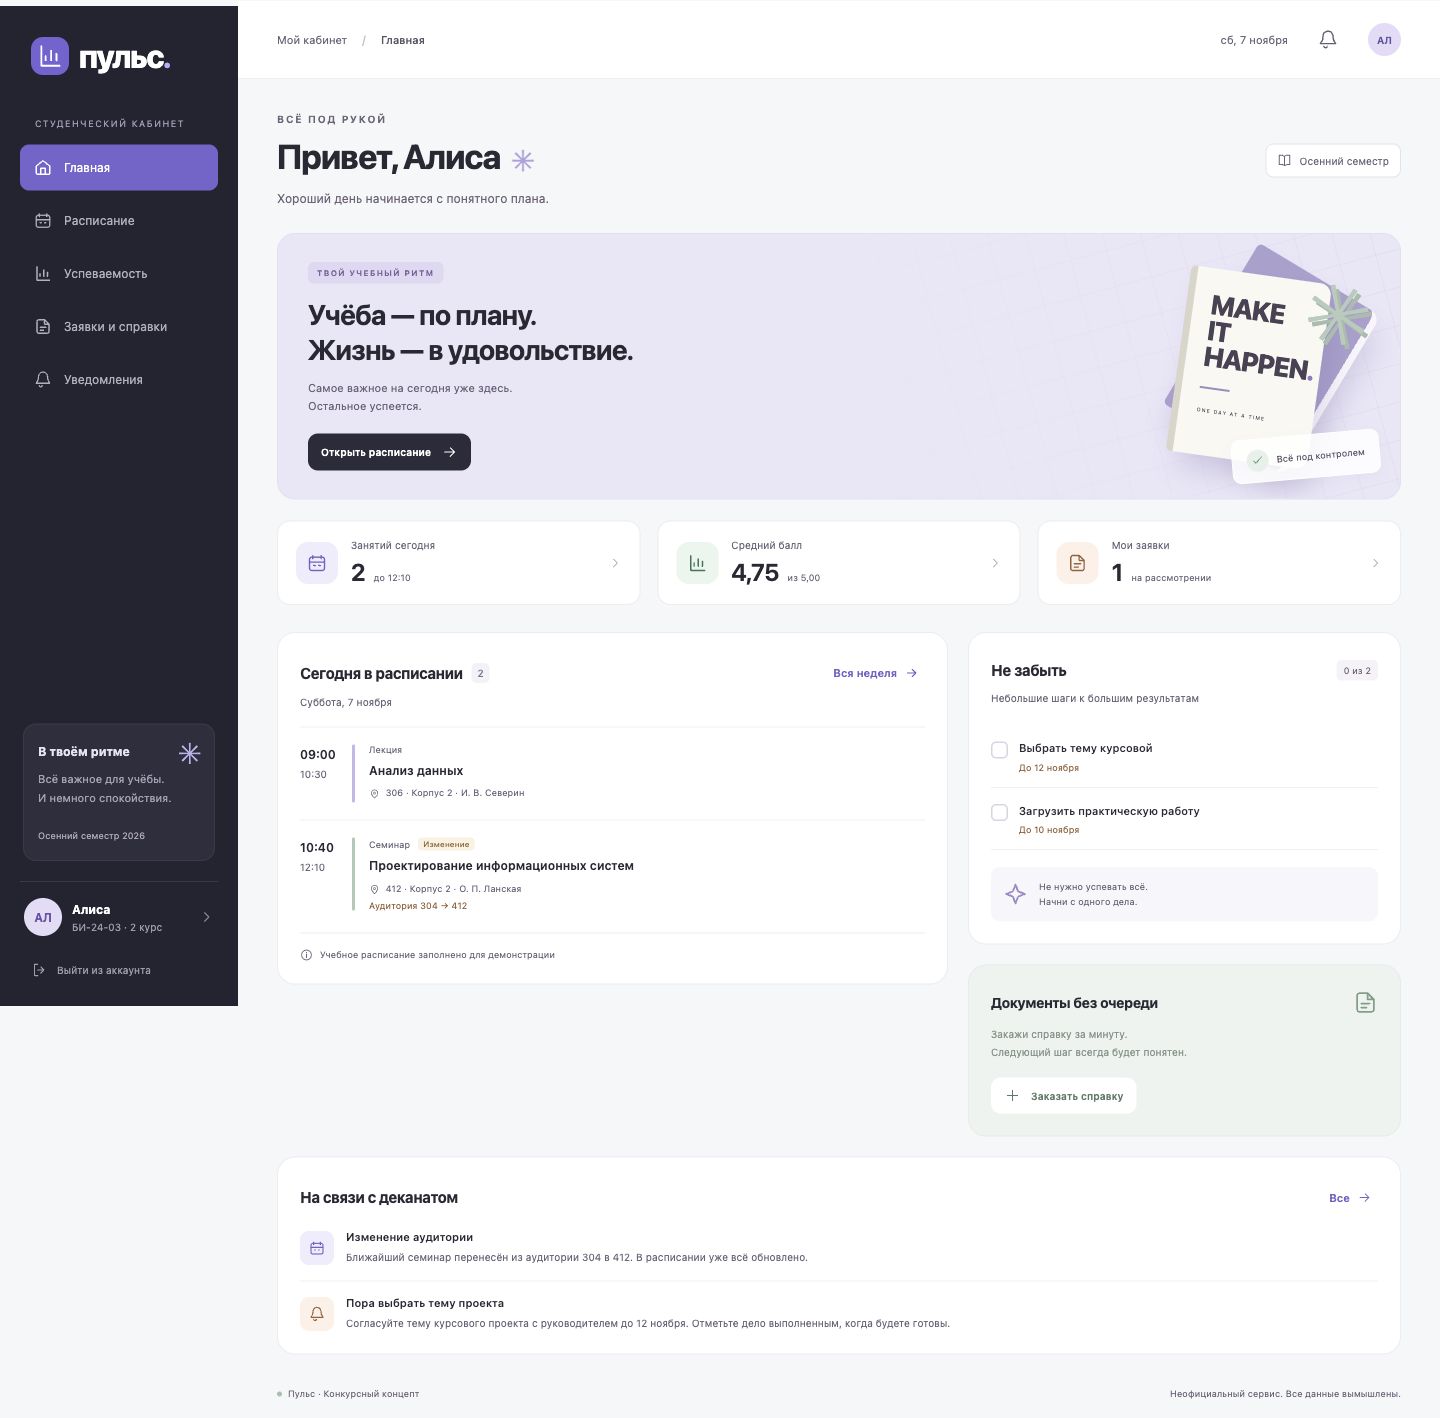 пульс.
СТУДЕНЧЕСКИЙ КАБИНЕТ
Главная
Расписание
Успеваемость
Заявки и справки
Уведомления
В твоём ритме
Всё важное для учёбы.
И немного спокойствия.
Осенний семестр 2026
АЛ
Алиса
БИ-24-03 · 2 курс
Выйти из аккаунта
Мой кабинет / Главная
сб, 7 ноября
АЛ
ВСЁ ПОД РУКОЙ
Привет, Алиса
Хороший день начинается с понятного плана.
Осенний семестр
ТВОЙ УЧЕБНЫЙ РИТМ
Учёба — по плану.
Жизнь — в удовольствие.
Самое важное на сегодня уже здесь.
Остальное успеется.
Открыть расписание
MAKE
IT
HAPPEN.
ONE DAY AT A TIME
Всё под контролем
Занятий сегодня
2 до 12:10
Средний балл
4,75 из 5,00
Мои заявки
1 на рассмотрении
Сегодня в расписании 2
Вся неделя
Суббота, 7 ноября
09:00
10:30
Лекция
Анализ данных
306 · Корпус 2 · И. В. Северин
10:40
12:10
Семинар Изменение
Проектирование информационных систем
412 · Корпус 2 · О. П. Ланская
Аудитория 304 → 412
Учебное расписание заполнено для демонстрации
Не забыть
0 из 2
Небольшие шаги к большим результатам
Выбрать тему курсовой
До 12 ноября
Загрузить практическую работу
До 10 ноября
Не нужно успевать всё.
Начни с одного дела.
Документы без очереди
Закажи справку за минуту.
Следующий шаг всегда будет понятен.
Заказать справку
На связи с деканатом
Все
Изменение аудитории
Ближайший семинар перенесён из аудитории 304 в 412. В расписании уже всё обновлено.
Пора выбрать тему проекта
Согласуйте тему курсового проекта с руководителем до 12 ноября. Отметьте дело выполненным, когда будете готовы.
Пульс · Конкурсный концепт
Неофициальный сервис. Все данные вымышлены.